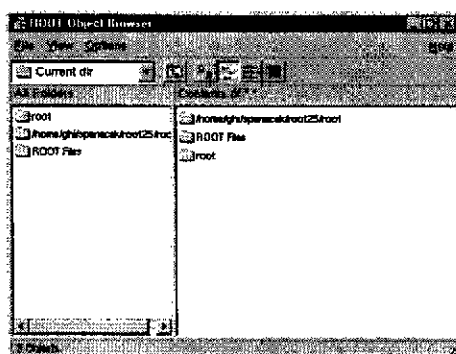 ROOT Object Browser
File View Options Help
Current dir
All Folders Contents of "."
root
/home/ghi/spanacek/root25/roo
ROOT Files
/home/ghi/spanacek/root25/root
ROOT Files
root
3 Objects